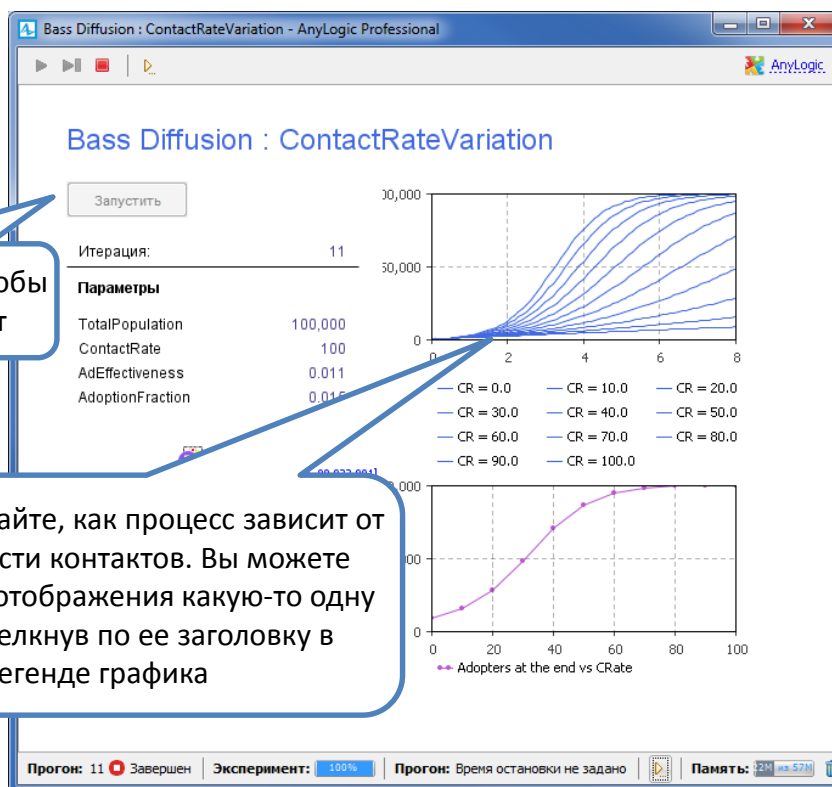 Bass Diffusion : ContactRateVariation - AnyLogic Professional
AnyLogic
Bass Diffusion : ContactRateVariation
Запустить
Итерация: 11
Параметры
TotalPopulation 100,000
ContactRate 100
AdEffectiveness 0.011
AdoptionFraction
00,000
50,000
0
0 2 4 6 8
CR = 0.0 CR = 10.0 CR = 20.0
CR = 30.0 CR = 40.0 CR = 50.0
CR = 60.0 CR = 70.0 CR = 80.0
CR = 90.0 CR = 100.0
0
0 20 40 60 80 100
Adopters at the end vs CRate
обы
т
айте, как процесс зависит от
сти контактов. Вы можете
отображения какую-то одну
елкнув по ее заголовку в
егенде графика
Прогон: 11 Завершен Эксперимент: 100% Прогон: Время остановки не задано Память: 2M из 57M